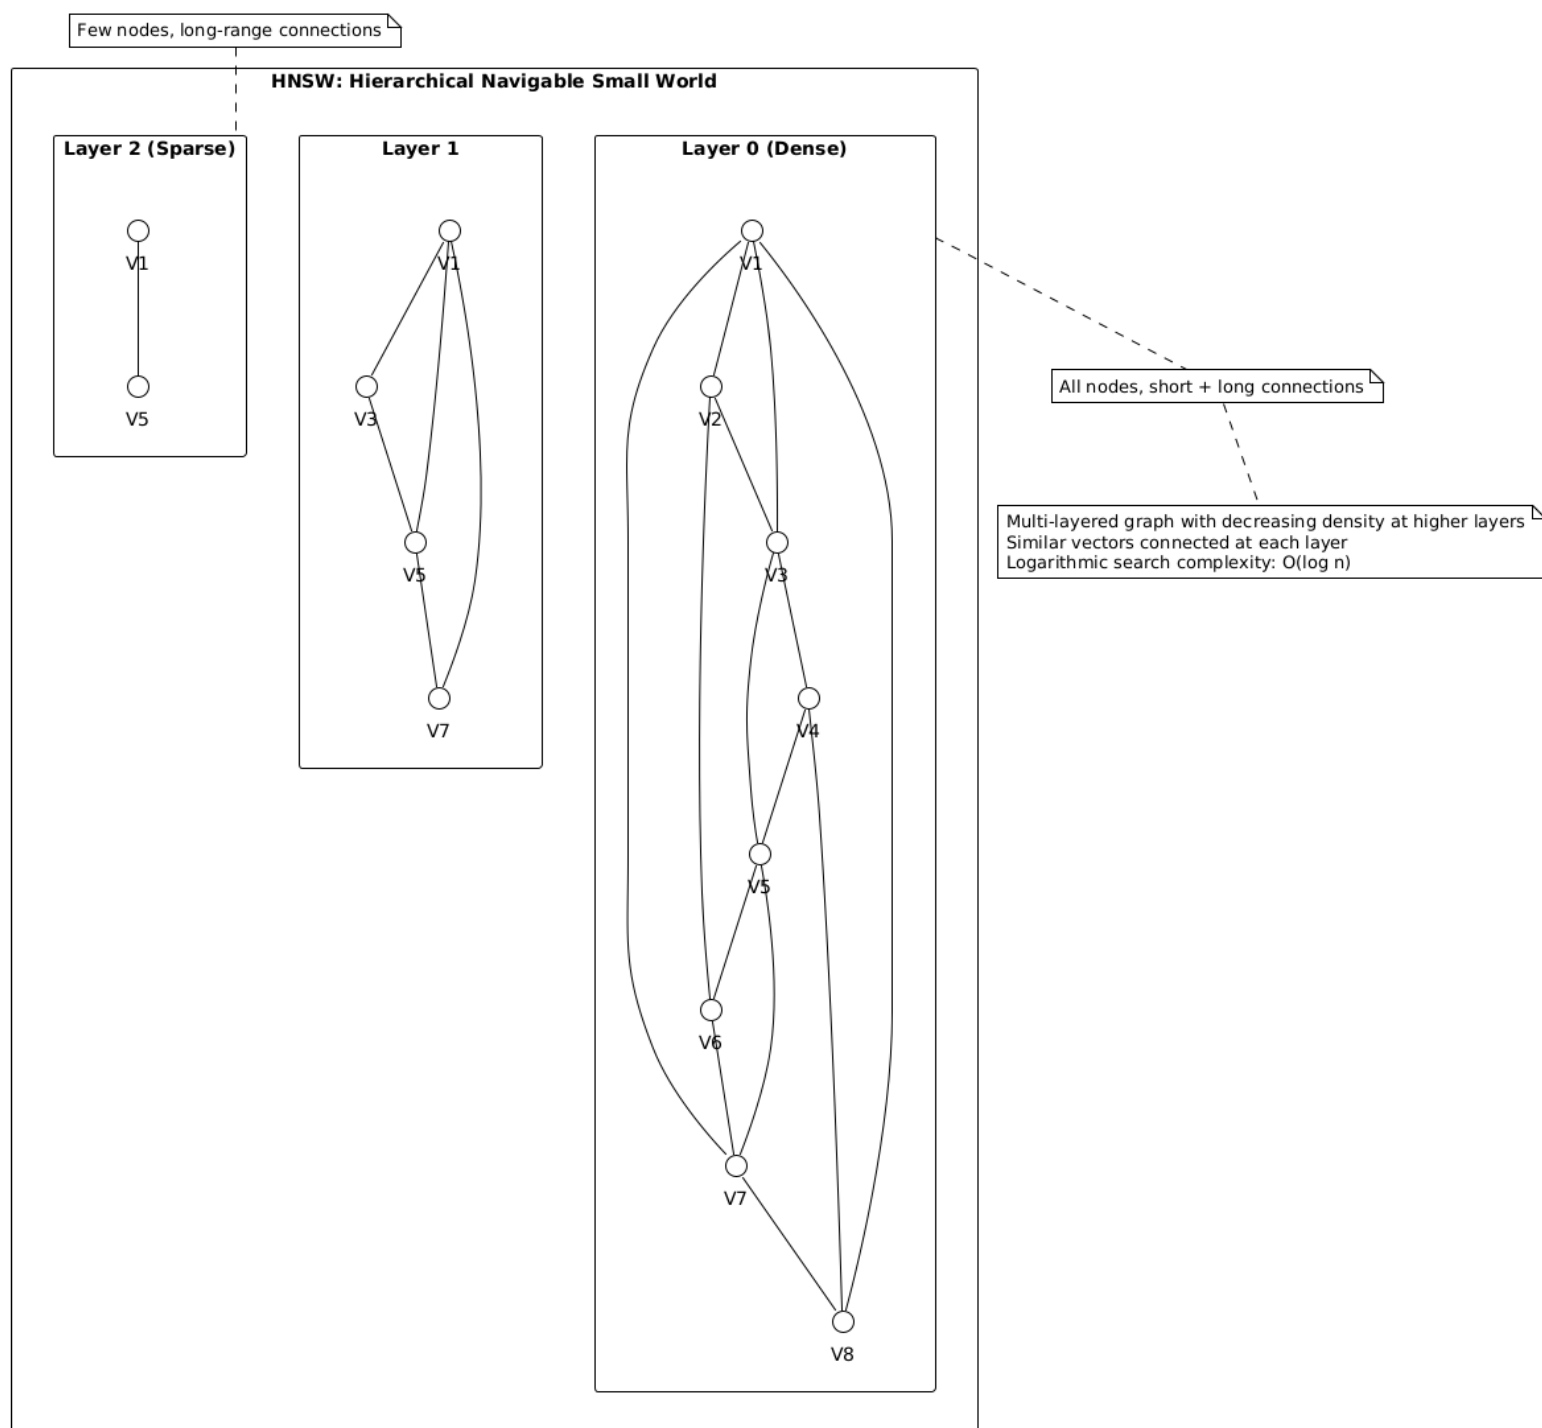 Few nodes, long-range connections
HNSW: Hierarchical Navigable Small World
Layer 2 (Sparse)
V1
V5
Layer 1
V1
V3
V5
V7
Layer 0 (Dense)
V1
V2
V3
V4
V5
V6
V7
V8
All nodes, short + long connections
Multi-layered graph with decreasing density at higher layers
Similar vectors connected at each layer
Logarithmic search complexity: O(log n)